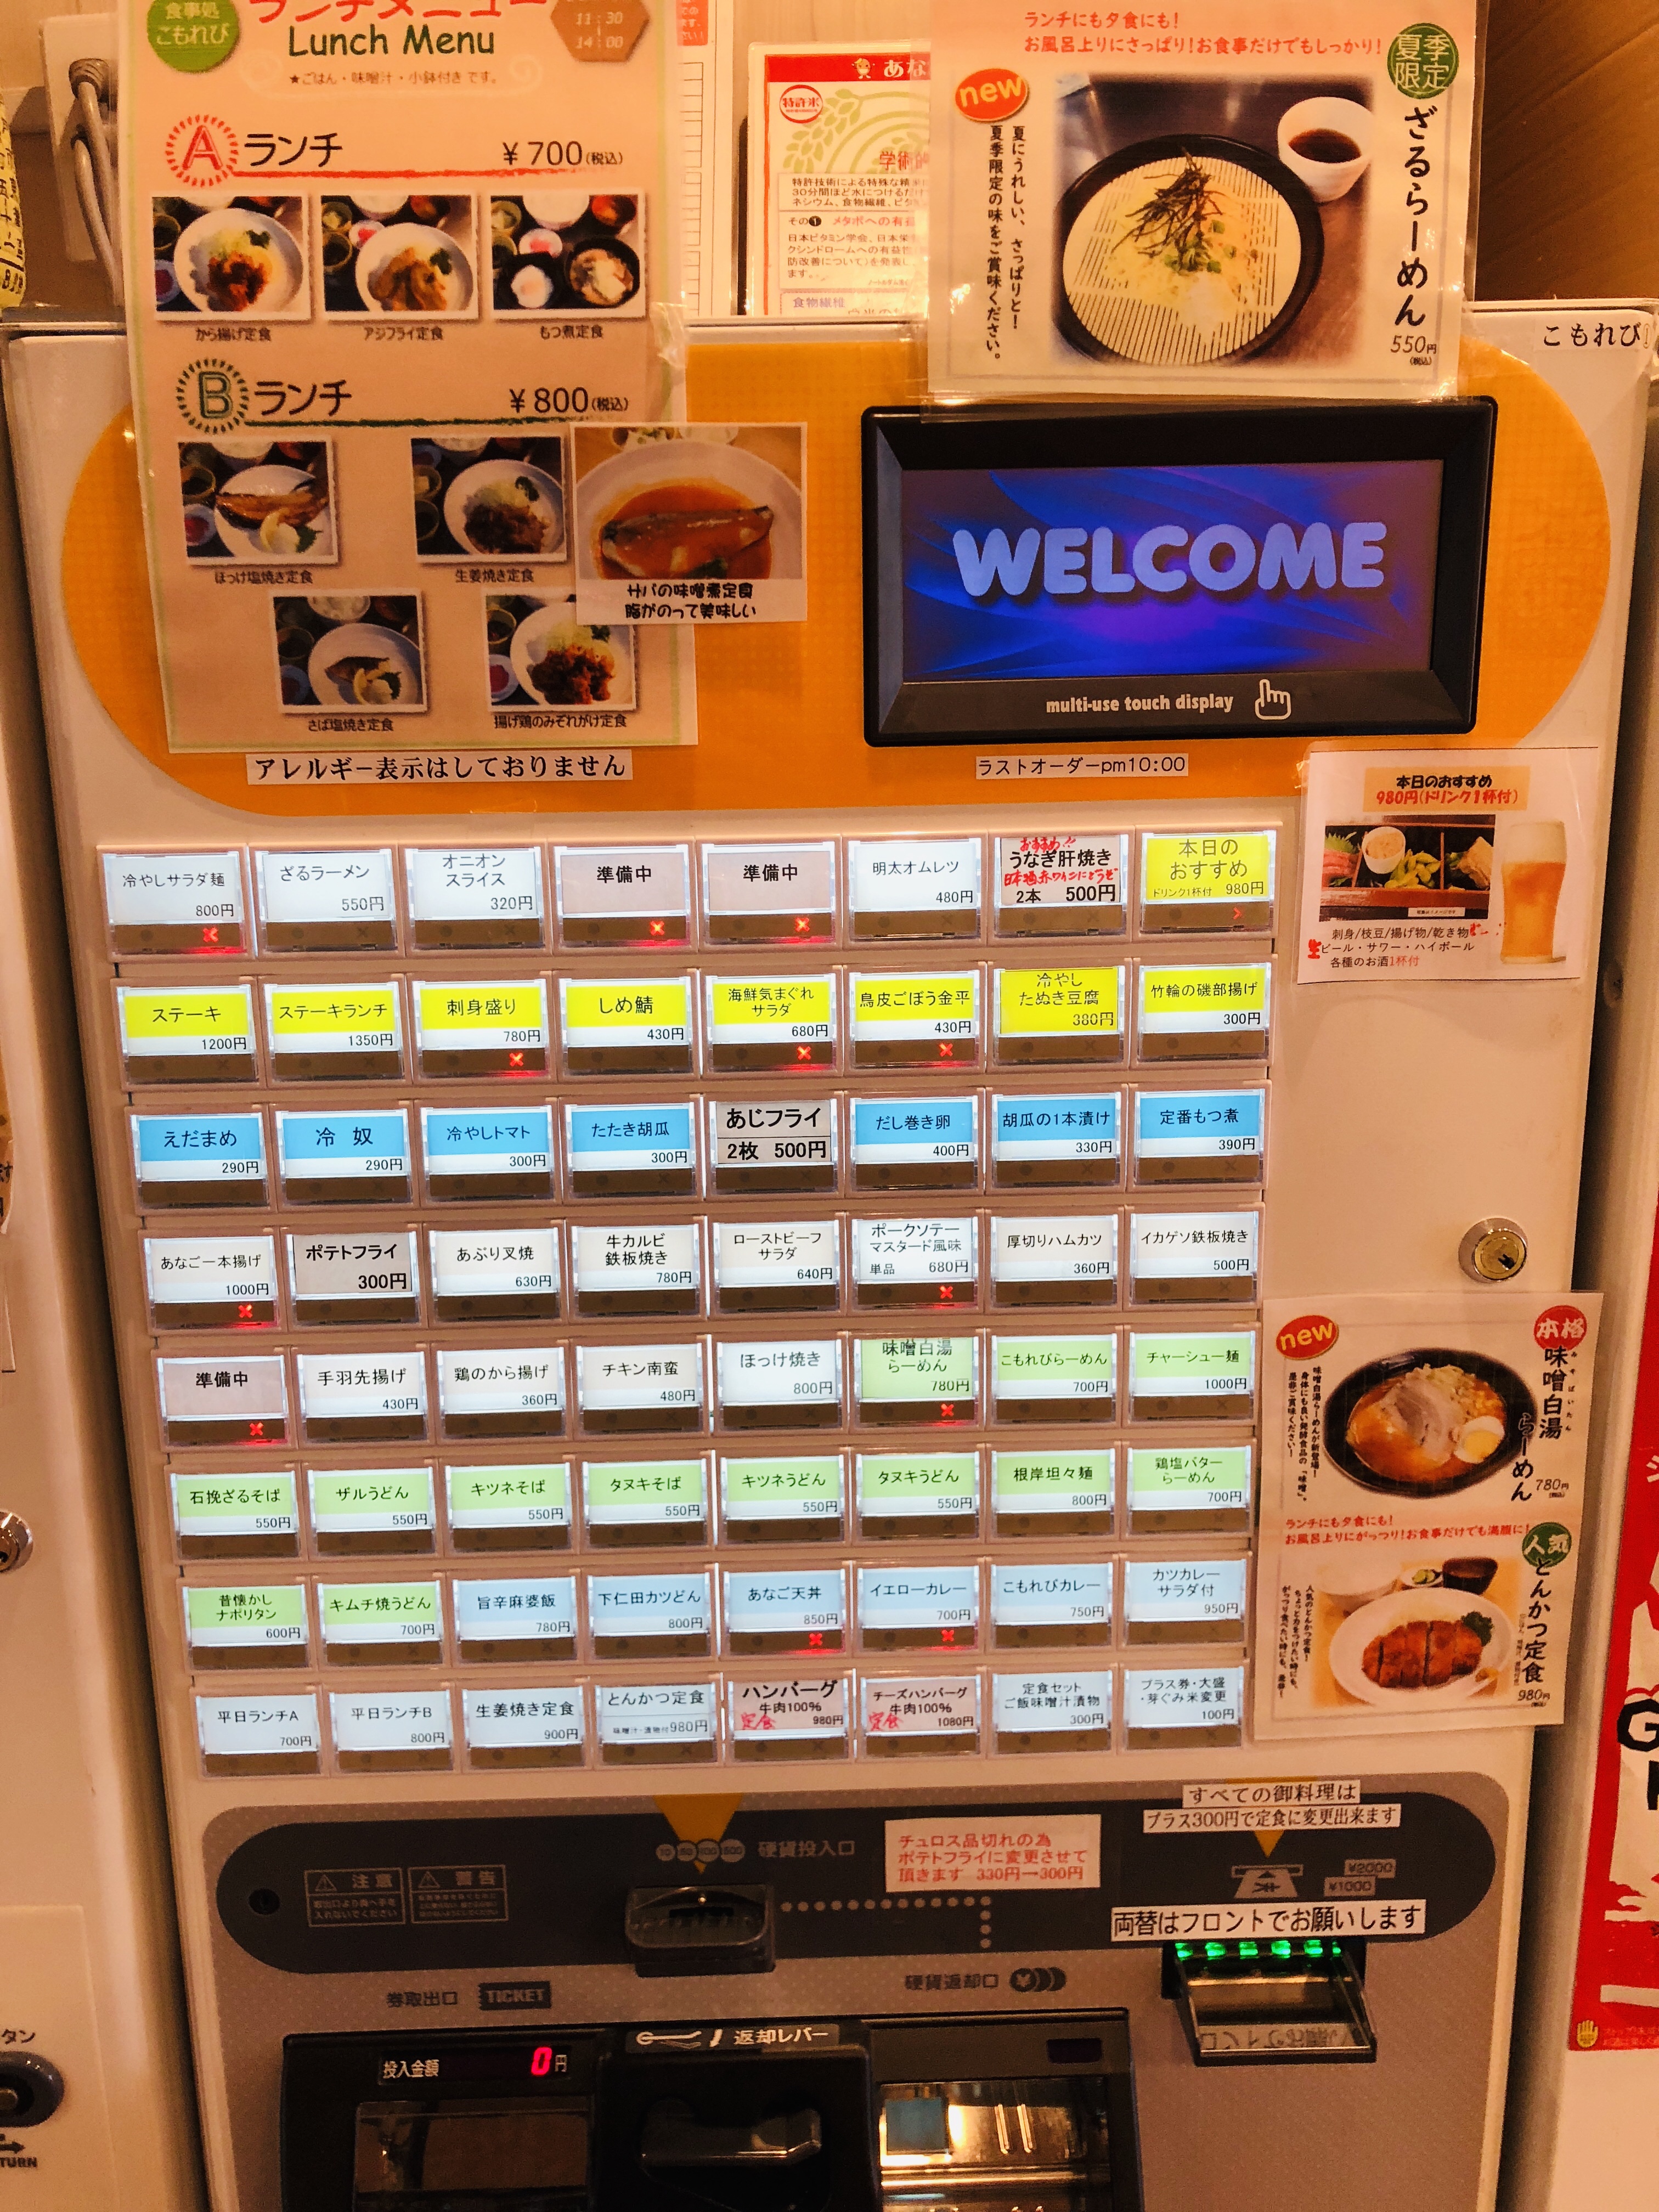 食事処
こもれび
ランチメニュー
Lunch Menu
11:30
14:00
★ごはん・味噌汁・小鉢付きです。
Aランチ
¥700(税込)
から揚げ定食
アジフライ定食
もつ煮定食
Bランチ
¥800(税込)
ほっけ塩焼き定食
生姜焼き定食
サバの味噌煮定食
脂がのって美味しい
さば塩焼き定食
揚げ鶏のみぞれがけ定食
アレルギー表示はしておりません
特許米
ランチにも夕食にも!
お風呂上りにさっぱり!お食事だけでもしっかり!
夏季
限定
new
ざるらーめん
550円
(税込)
夏にうれしい、さっぱりと!
夏季限定の味をご賞味ください。
こもれび①
WELCOME
multi-use touch display
ラストオーダーpm10:00
本日のおすすめ
980円(ドリンク1杯付)
刺身/枝豆/揚げ物/乾き物
生ビール・サワー・ハイボール
各種のお酒1杯付
冷やしサラダ麺
800円
ざるラーメン
550円
オニオン
スライス
320円
準備中
準備中
明太オムレツ
480円
おすすめ!!
うなぎ肝焼き
2本 500円
本日の
おすすめ
ドリンク1杯付 980円
ステーキ
1200円
ステーキランチ
1350円
刺身盛り
780円
しめ鯖
430円
海鮮気まぐれ
サラダ
680円
鳥皮ごぼう金平
430円
冷やし
たぬき豆腐
380円
竹輪の磯部揚げ
300円
えだまめ
290円
冷 奴
290円
冷やしトマト
300円
たたき胡瓜
300円
あじフライ
2枚 500円
だし巻き卵
400円
胡瓜の1本漬け
330円
定番もつ煮
390円
あなご一本揚げ
1000円
ポテトフライ
300円
あぶり叉焼
630円
牛カルビ
鉄板焼き
780円
ローストビーフ
サラダ
640円
ポークソテー
マスタード風味
単品 680円
厚切りハムカツ
360円
イカゲソ鉄板焼き
500円
準備中
手羽先揚げ
430円
鶏のから揚げ
360円
チキン南蛮
480円
ほっけ焼き
800円
味噌白湯
らーめん
780円
こもれびらーめん
700円
チャーシュー麺
1000円
石挽ざるそば
550円
ザルうどん
550円
キツネそば
550円
タヌキそば
550円
キツネうどん
550円
タヌキうどん
550円
根岸坦々麺
800円
鶏塩バター
らーめん
700円
昔懐かし
ナポリタン
600円
キムチ焼うどん
700円
旨辛麻婆飯
780円
下仁田カツどん
800円
あなご天丼
850円
イエローカレー
700円
こもれびカレー
750円
カツカレー
サラダ付
950円
平日ランチA
700円
平日ランチB
800円
生姜焼き定食
900円
とんかつ定食
味噌汁・漬物付980円
ハンバーグ
牛肉100%
定食 980円
チーズハンバーグ
牛肉100%
定食 1080円
定食セット
ご飯味噌汁漬物
300円
プラス券・大盛
・芽ぐみ米変更
100円
new
本格
味噌白湯
らーめん
780円
ランチにも夕食にも!
お風呂上りにがっつり!お食事だけでも満腹に!
人気
とんかつ定食
980円
すべての御料理は
プラス300円で定食に変更出来ます
チュロス品切れの為
ポテトフライに変更させて
頂きます 330円→300円
硬貨投入口
注意
警告
¥2000
¥1000
両替はフロントでお願いします
硬貨返却口
券取出口 TICKET
返却レバー
投入金額
0円